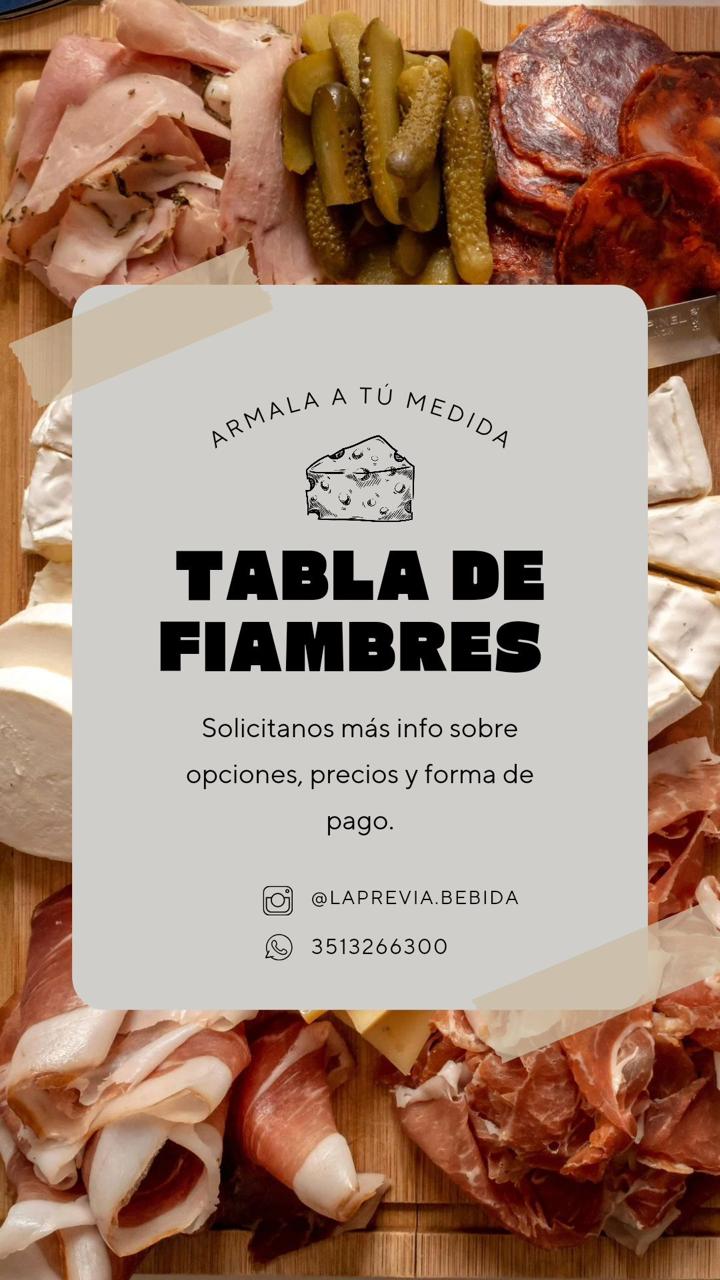 ARMALA A TÚ MEDIDA
TABLA DE
FIAMBRES
Solicitanos más info sobre
opciones, precios y forma de
pago.
@LAPREVIA.BEBIDA
3513266300